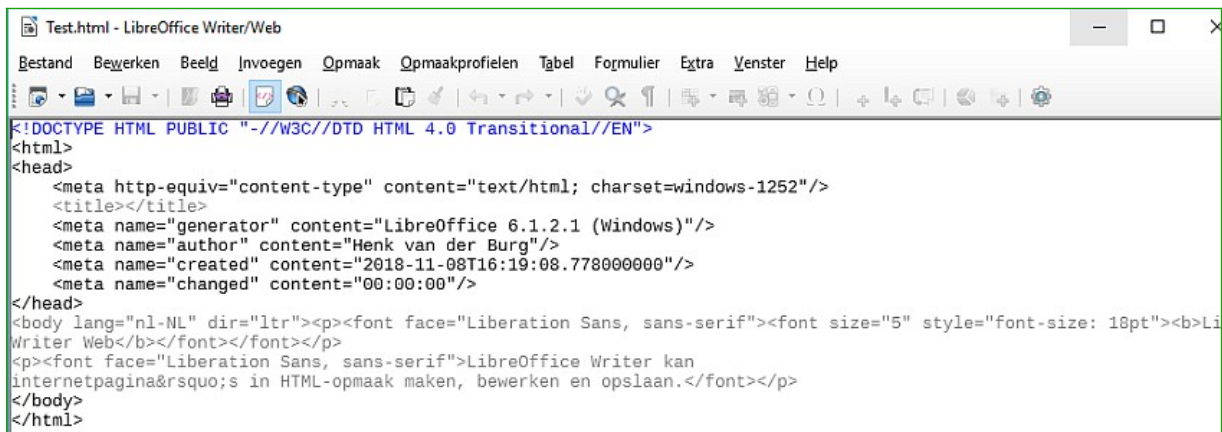 Test.html - LibreOffice Writer/Web
Bestand Bewerken Beeld Invoegen Opmaak Opmaakprofielen Tabel Formulier Extra Venster Help
<!DOCTYPE HTML PUBLIC "-//W3C//DTD HTML 4.0 Transitional//EN">
<html>
<head>
<meta http-equiv="content-type" content="text/html; charset=windows-1252"/>
<title></title>
<meta name="generator" content="LibreOffice 6.1.2.1 (Windows)"/>
<meta name="author" content="Henk van der Burg"/>
<meta name="created" content="2018-11-08T16:19:08.778000000"/>
<meta name="changed" content="00:00:00"/>
</head>
<body lang="nl-NL" dir="ltr"><p><font face="Liberation Sans, sans-serif"><font size="5" style="font-size: 18pt"><b>Li
Writer Web</b></font></font></p>
<p><font face="Liberation Sans, sans-serif">LibreOffice Writer kan
internetpagina&rsquo;s in HTML-opmaak maken, bewerken en opslaan.</font></p>
</body>
</html>